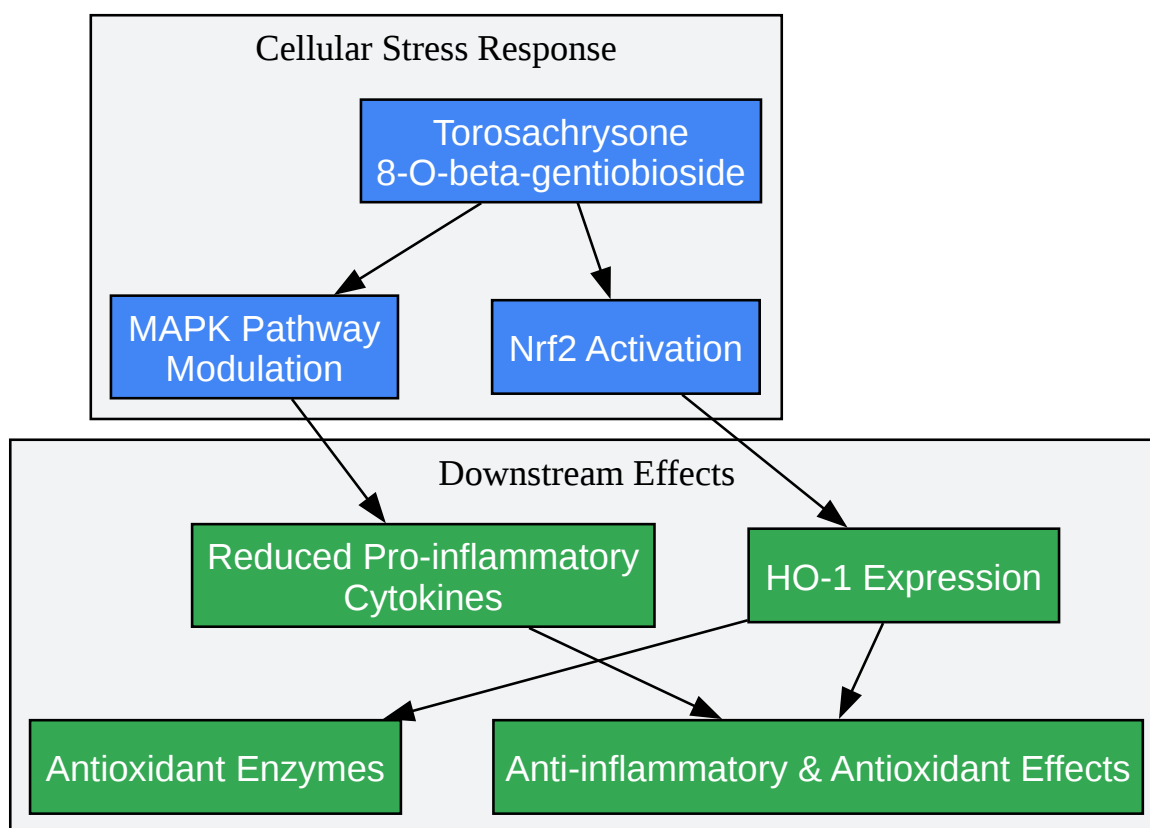 Cellular Stress Response
Torosachrysone
8-O-beta-gentiobioside
MAPK Pathway
Modulation
Nrf2 Activation
Downstream Effects
Reduced Pro-inflammatory
Cytokines
HO-1 Expression
Antioxidant Enzymes
Anti-inflammatory & Antioxidant Effects